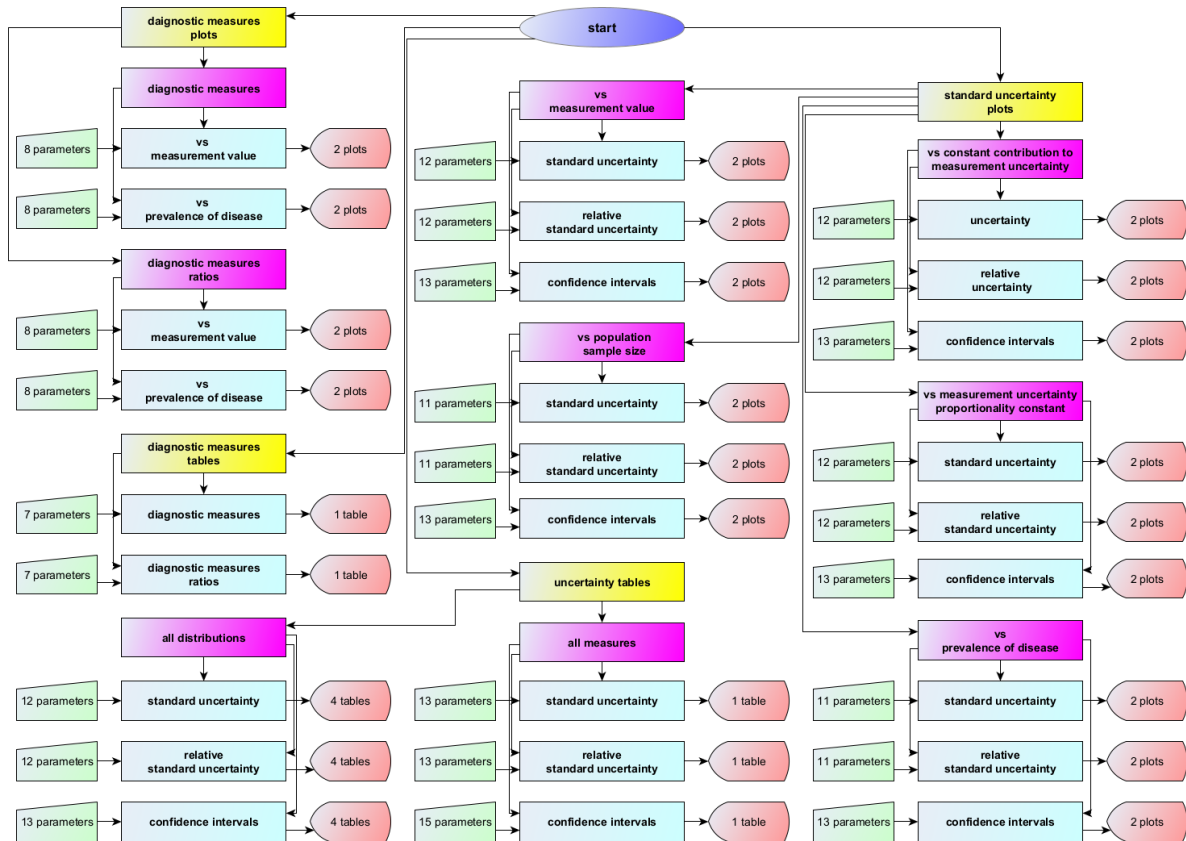 start
daignostic measures
plots
diagnostic measures
8 parameters
vs
measurement value
2 plots
8 parameters
vs
prevalence of disease
2 plots
diagnostic measures
ratios
8 parameters
vs
measurement value
2 plots
8 parameters
vs
prevalence of disease
2 plots
diagnostic measures
tables
7 parameters
diagnostic measures
1 table
7 parameters
diagnostic measures
ratios
1 table
all distributions
12 parameters
standard uncertainty
4 tables
12 parameters
relative
standard uncertainty
4 tables
13 parameters
confidence intervals
4 tables
vs
measurement value
12 parameters
standard uncertainty
2 plots
12 parameters
relative
standard uncertainty
2 plots
13 parameters
confidence intervals
2 plots
vs population
sample size
11 parameters
standard uncertainty
2 plots
11 parameters
relative
standard uncertainty
2 plots
13 parameters
confidence intervals
2 plots
uncertainty tables
all measures
13 parameters
standard uncertainty
1 table
13 parameters
relative
standard uncertainty
1 table
15 parameters
confidence intervals
1 table
standard uncertainty
plots
vs constant contribution to
measurement uncertainty
12 parameters
uncertainty
2 plots
12 parameters
relative
uncertainty
2 plots
13 parameters
confidence intervals
2 plots
vs measurement uncertainty
proportionality constant
12 parameters
standard uncertainty
2 plots
12 parameters
relative
standard uncertainty
2 plots
13 parameters
confidence intervals
2 plots
vs
prevalence of disease
11 parameters
standard uncertainty
2 plots
11 parameters
relative
standard uncertainty
2 plots
13 parameters
confidence intervals
2 plots